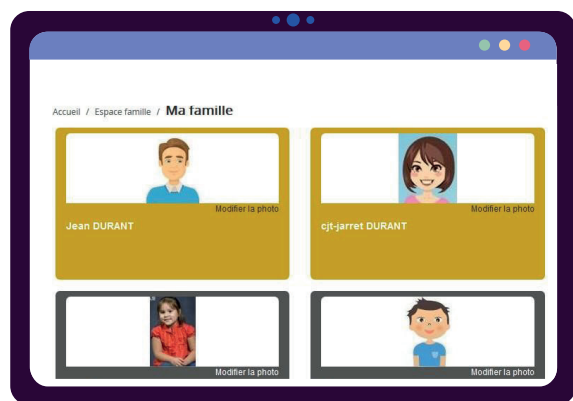 Accueil / Espace famille / Ma famille
Modifier la photo
Modifier la photo
Jean DURANT
cjt-jarret DURANT
Modifier la photo
Modifier la photo